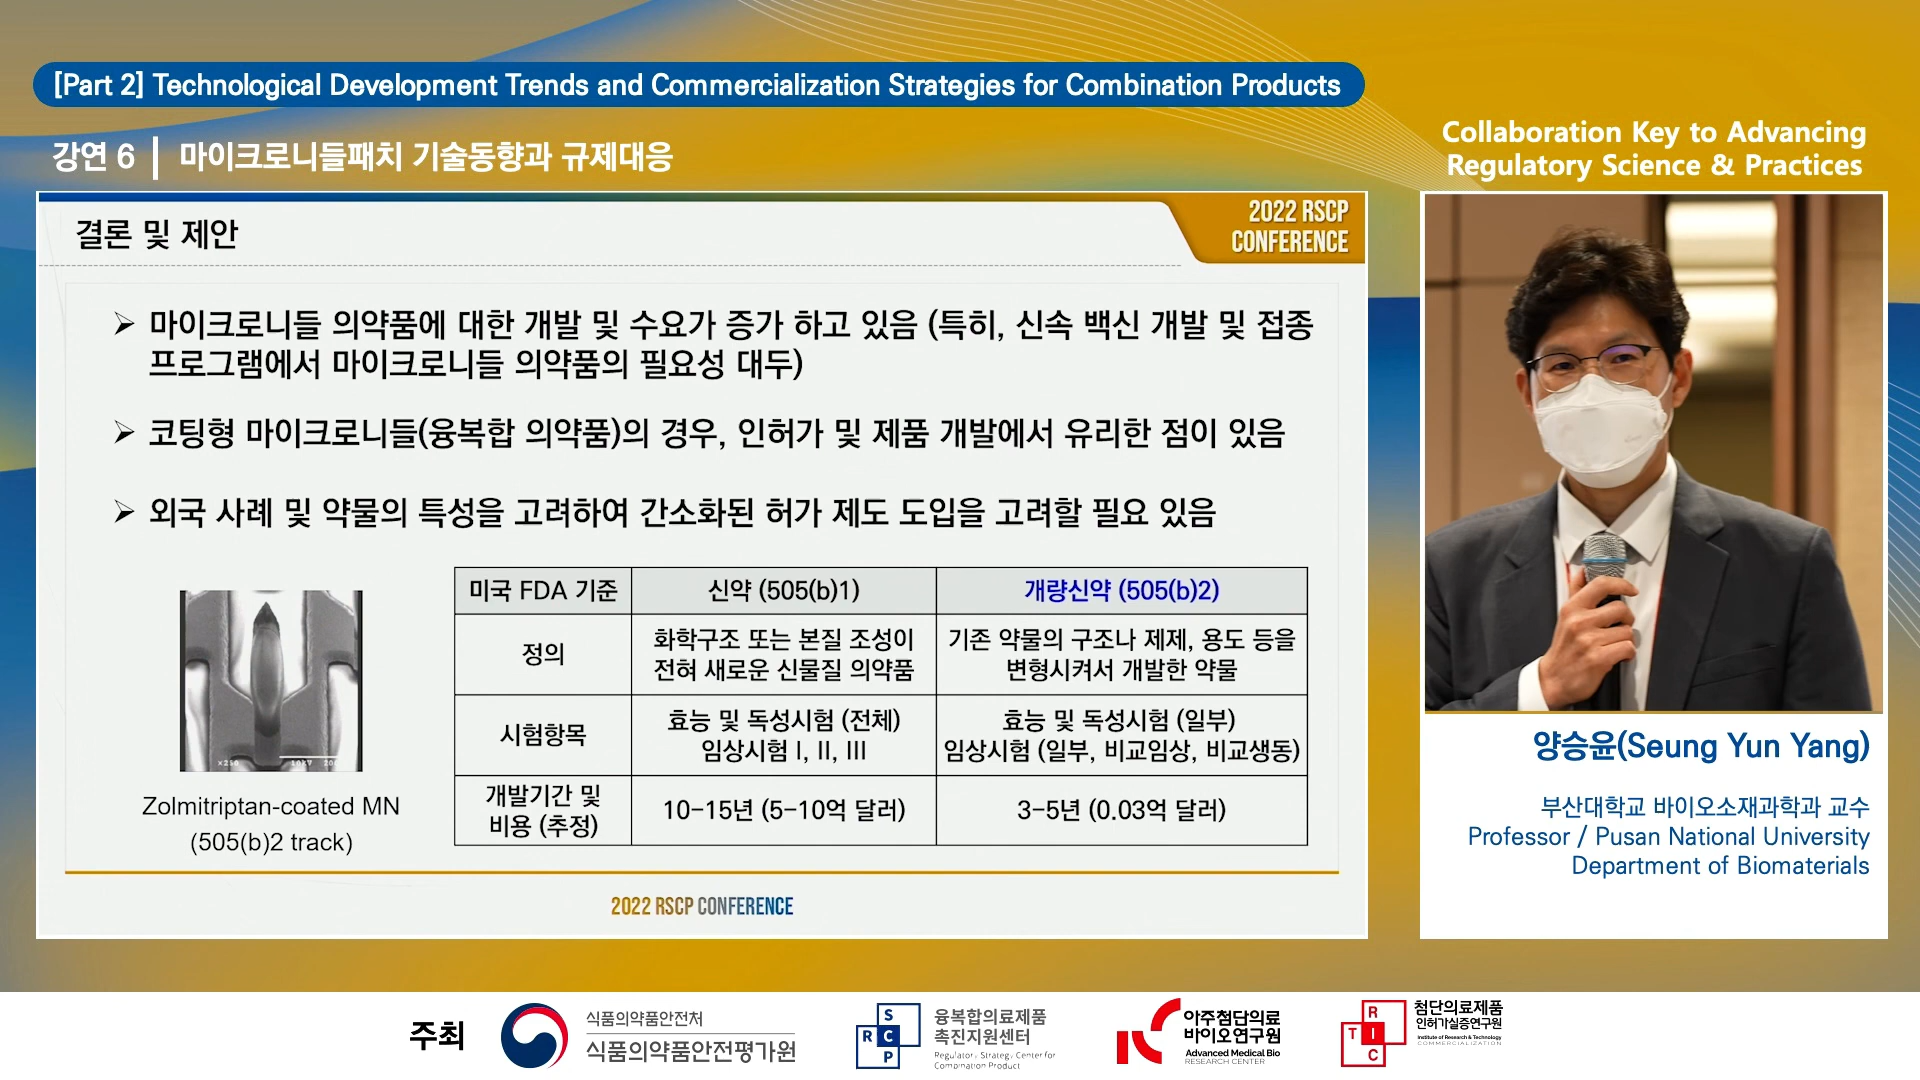 [Part 2] Technological Development Trends and Commercialization Strategies for Combination Products
강연 6 | 마이크로니들패치 기술동향과 규제대응
Collaboration Key to Advancing
Regulatory Science & Practices
결론 및 제안
2022 RSCP
CONFERENCE
➢ 마이크로니들 의약품에 대한 개발 및 수요가 증가 하고 있음 (특히, 신속 백신 개발 및 접종
프로그램에서 마이크로니들 의약품의 필요성 대두)
➢ 코팅형 마이크로니들(융복합 의약품)의 경우, 인허가 및 제품 개발에서 유리한 점이 있음
➢ 외국 사례 및 약물의 특성을 고려하여 간소화된 허가 제도 도입을 고려할 필요 있음
×250 10kV
Zolmitriptan-coated MN
(505(b)2 track)
미국 FDA 기준 신약 (505(b)1) 개량신약 (505(b)2)
정의
화학구조 또는 본질 조성이
전혀 새로운 신물질 의약품
기존 약물의 구조나 제제, 용도 등을
변형시켜서 개발한 약물
시험항목
효능 및 독성시험 (전체)
임상시험 I, II, III
효능 및 독성시험 (일부)
임상시험 (일부, 비교임상, 비교생동)
개발기간 및
비용 (추정)
10-15년 (5-10억 달러)
3-5년 (0.03억 달러)
2022 RSCP CONFERENCE
양승윤(Seung Yun Yang)
부산대학교 바이오소재과학과 교수
Professor / Pusan National University
Department of Biomaterials
주최
식품의약품안전처
식품의약품안전평가원
S
R C
P
융복합의료제품
촉진지원센터
Regulatory Strategy Center for
Combination Product
아주첨단의료
바이오연구원
Advanced Medical Bio
RESEARCH CENTER
R
T I
C
첨단의료제품
인허가실증연구원
Institute of Research & Technology
COMMERCIALIZATION